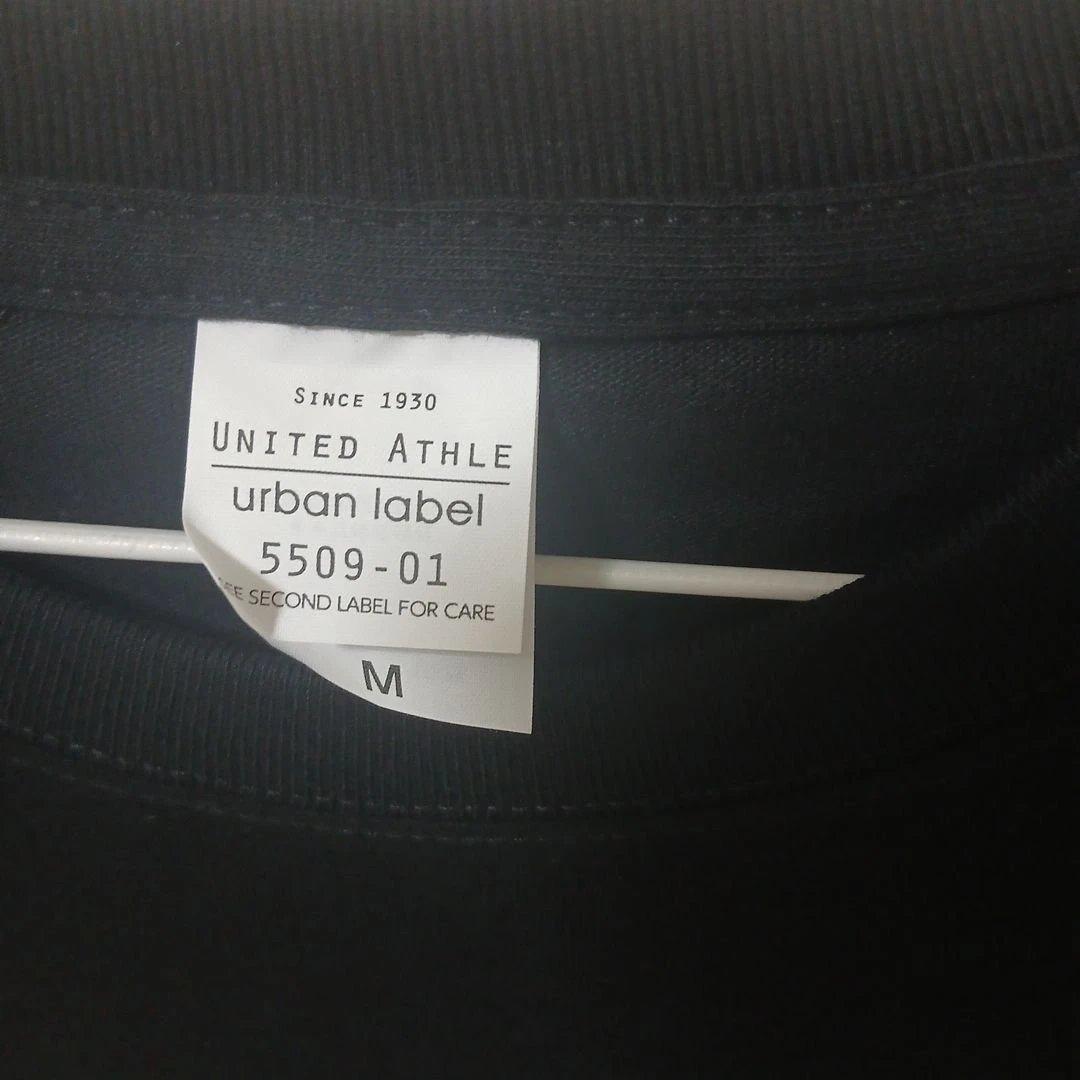 SINCE 1930
UNITED ATHLE
urban label
5509-01
SECOND LABEL FOR CARE
M